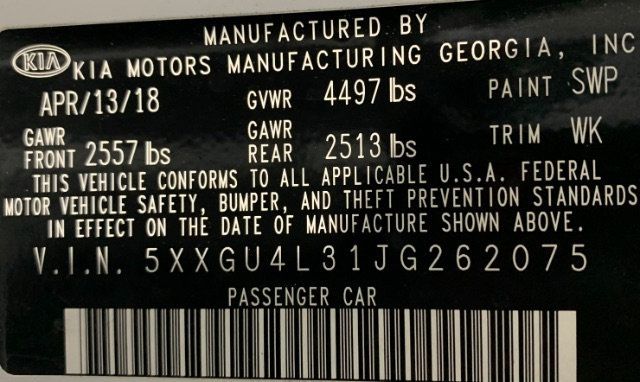 MANUFACTURED BY
KIA KIA MOTORS MANUFACTURING GEORGIA, INC
APR/13/18 GVWR 4497 lbs PAINT SWP
GAWR FRONT 2557 lbs GAWR REAR 2513 lbs TRIM WK
THIS VEHICLE CONFORMS TO ALL APPLICABLE U.S.A. FEDERAL
MOTOR VEHICLE SAFETY, BUMPER, AND THEFT PREVENTION STANDARDS
IN EFFECT ON THE DATE OF MANUFACTURE SHOWN ABOVE.
V.I.N. 5XXGU4L31JG262075
PASSENGER CAR